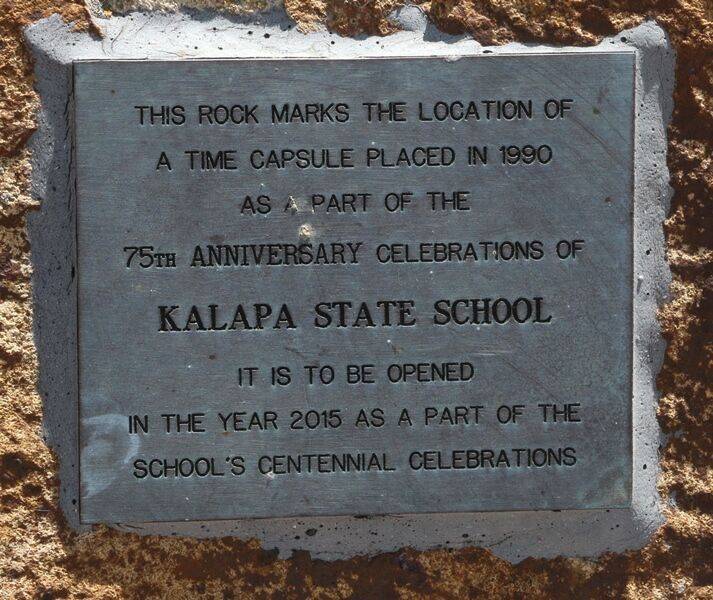 THIS ROCK MARKS THE LOCATION OF
A TIME CAPSULE PLACED IN 1990
AS A PART OF THE
75TH ANNIVERSARY CELEBRATIONS OF
KALAPA STATE SCHOOL
IT IS TO BE OPENED
IN THE YEAR 2015 AS A PART OF THE
SCHOOL'S CENTENNIAL CELEBRATIONS